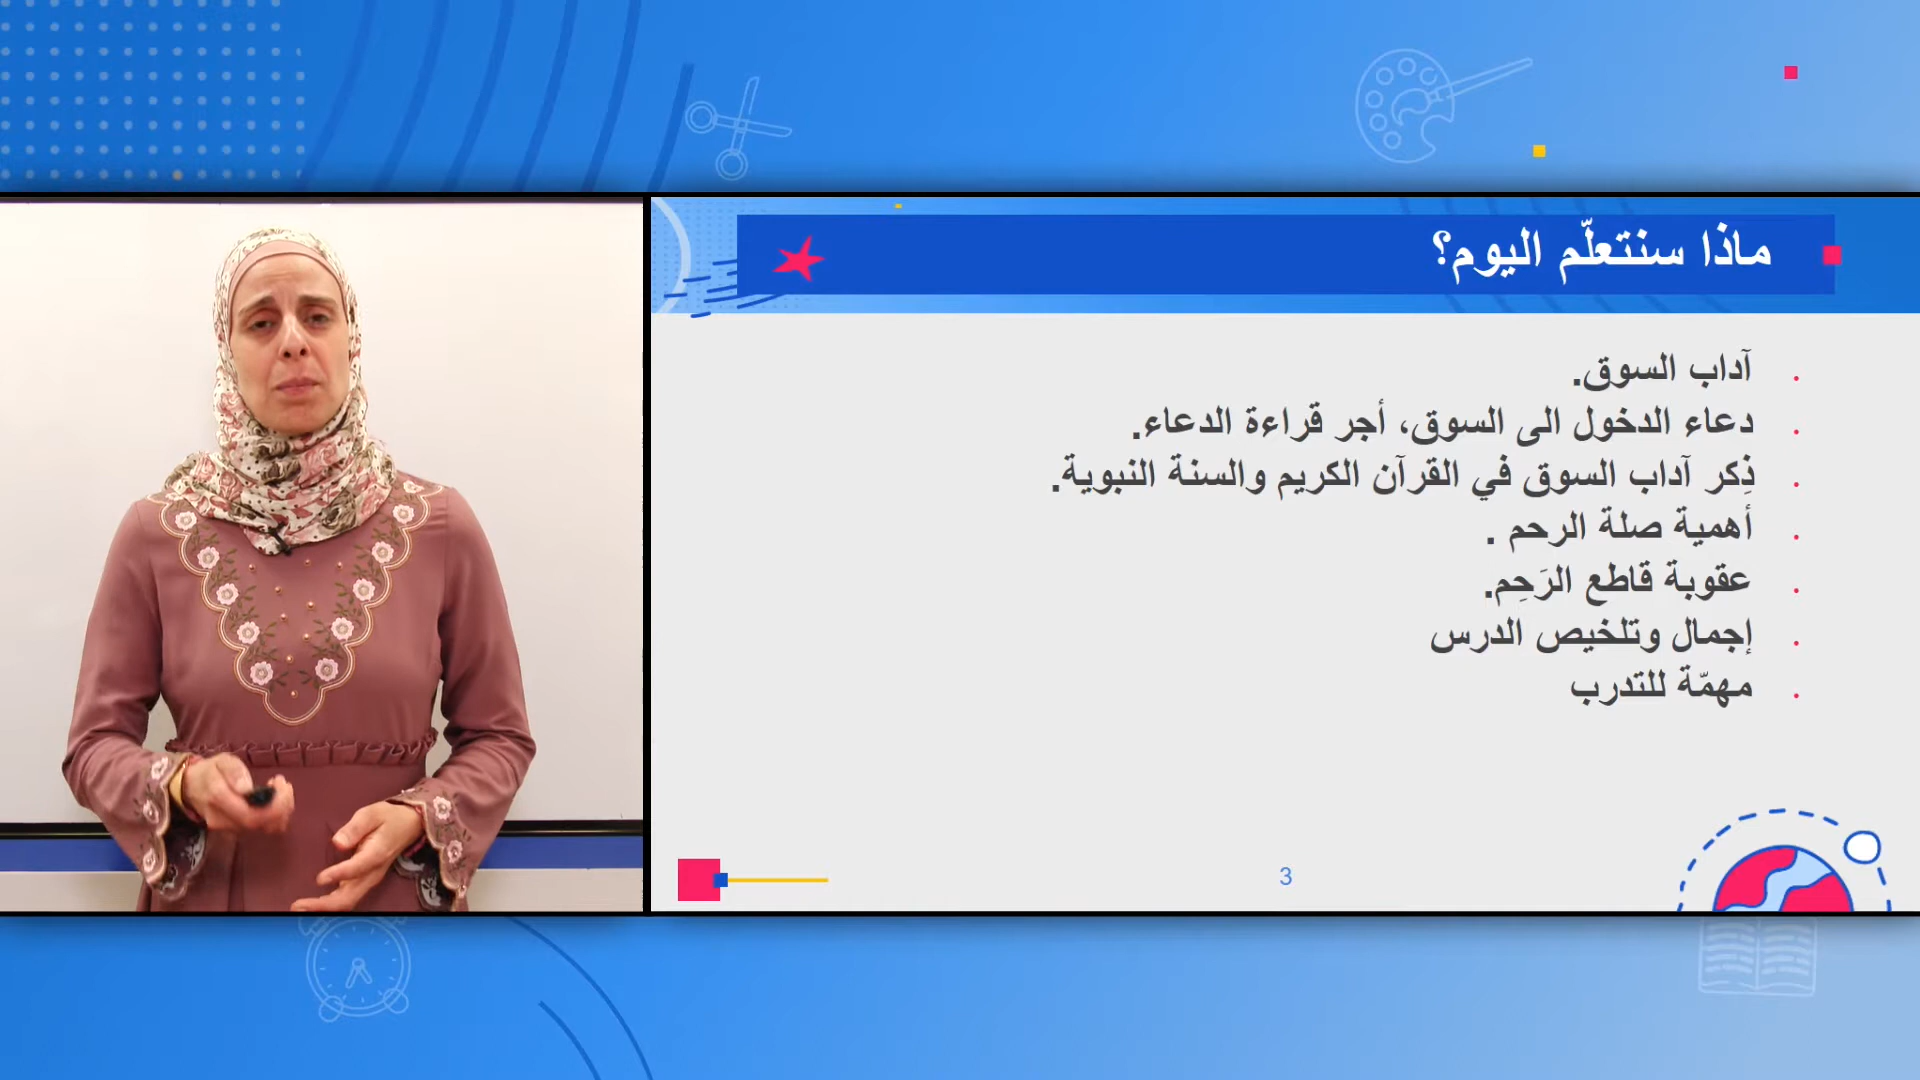 ماذا سنتعلّم اليوم؟
آداب السوق.
دعاء الدخول الى السوق، أجر قراءة الدعاء.
ذِكر آداب السوق في القرآن الكريم والسنة النبوية.
أهمية صلة الرحم .
عقوبة قاطع الرَحِم.
إجمال وتلخيص الدرس
مهمّة للتدرب
3